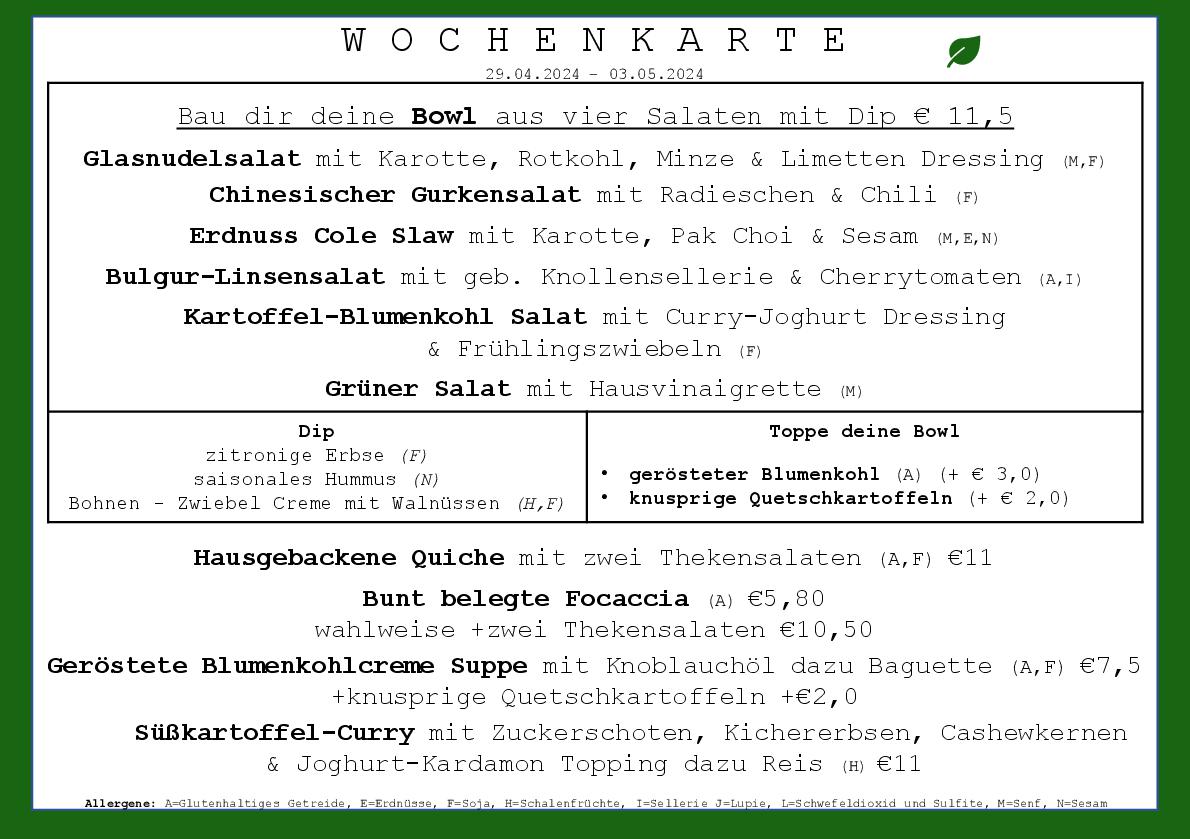 WOCHENKARTE
29.04.2024 – 03.05.2024
Bau dir deine Bowl aus vier Salaten mit Dip € 11,5
Glasnudelsalat mit Karotte, Rotkohl, Minze & Limetten Dressing (M,F)
Chinesischer Gurkensalat mit Radieschen & Chili (F)
Erdnuss Cole Slaw mit Karotte, Pak Choi & Sesam (M,E,N)
Bulgur-Linsensalat mit geb. Knollensellerie & Cherrytomaten (A,I)
Kartoffel-Blumenkohl Salat mit Curry-Joghurt Dressing
& Frühlingszwiebeln (F)
Grüner Salat mit Hausvinaigrette (M)
Dip
zitronige Erbse (F)
saisonales Hummus (N)
Bohnen – Zwiebel Creme mit Walnüssen (H,F)
Toppe deine Bowl
• gerösteter Blumenkohl (A) (+ € 3,0)
• knusprige Quetschkartoffeln (+ € 2,0)
Hausgebackene Quiche mit zwei Thekensalaten (A,F) €11
Bunt belegte Focaccia (A) €5,80
wahlweise +zwei Thekensalaten €10,50
Geröstete Blumenkohlcreme Suppe mit Knoblauchöl dazu Baguette (A,F) €7,5
+knusprige Quetschkartoffeln +€2,0
Süßkartoffel-Curry mit Zuckerschoten, Kichererbsen, Cashewkernen
& Joghurt-Kardamon Topping dazu Reis (H) €11
Allergene: A=Glutenhaltiges Getreide, E=Erdnüsse, F=Soja, H=Schalenfrüchte, I=Sellerie J=Lupie, L=Schwefeldioxid und Sulfite, M=Senf, N=Sesam